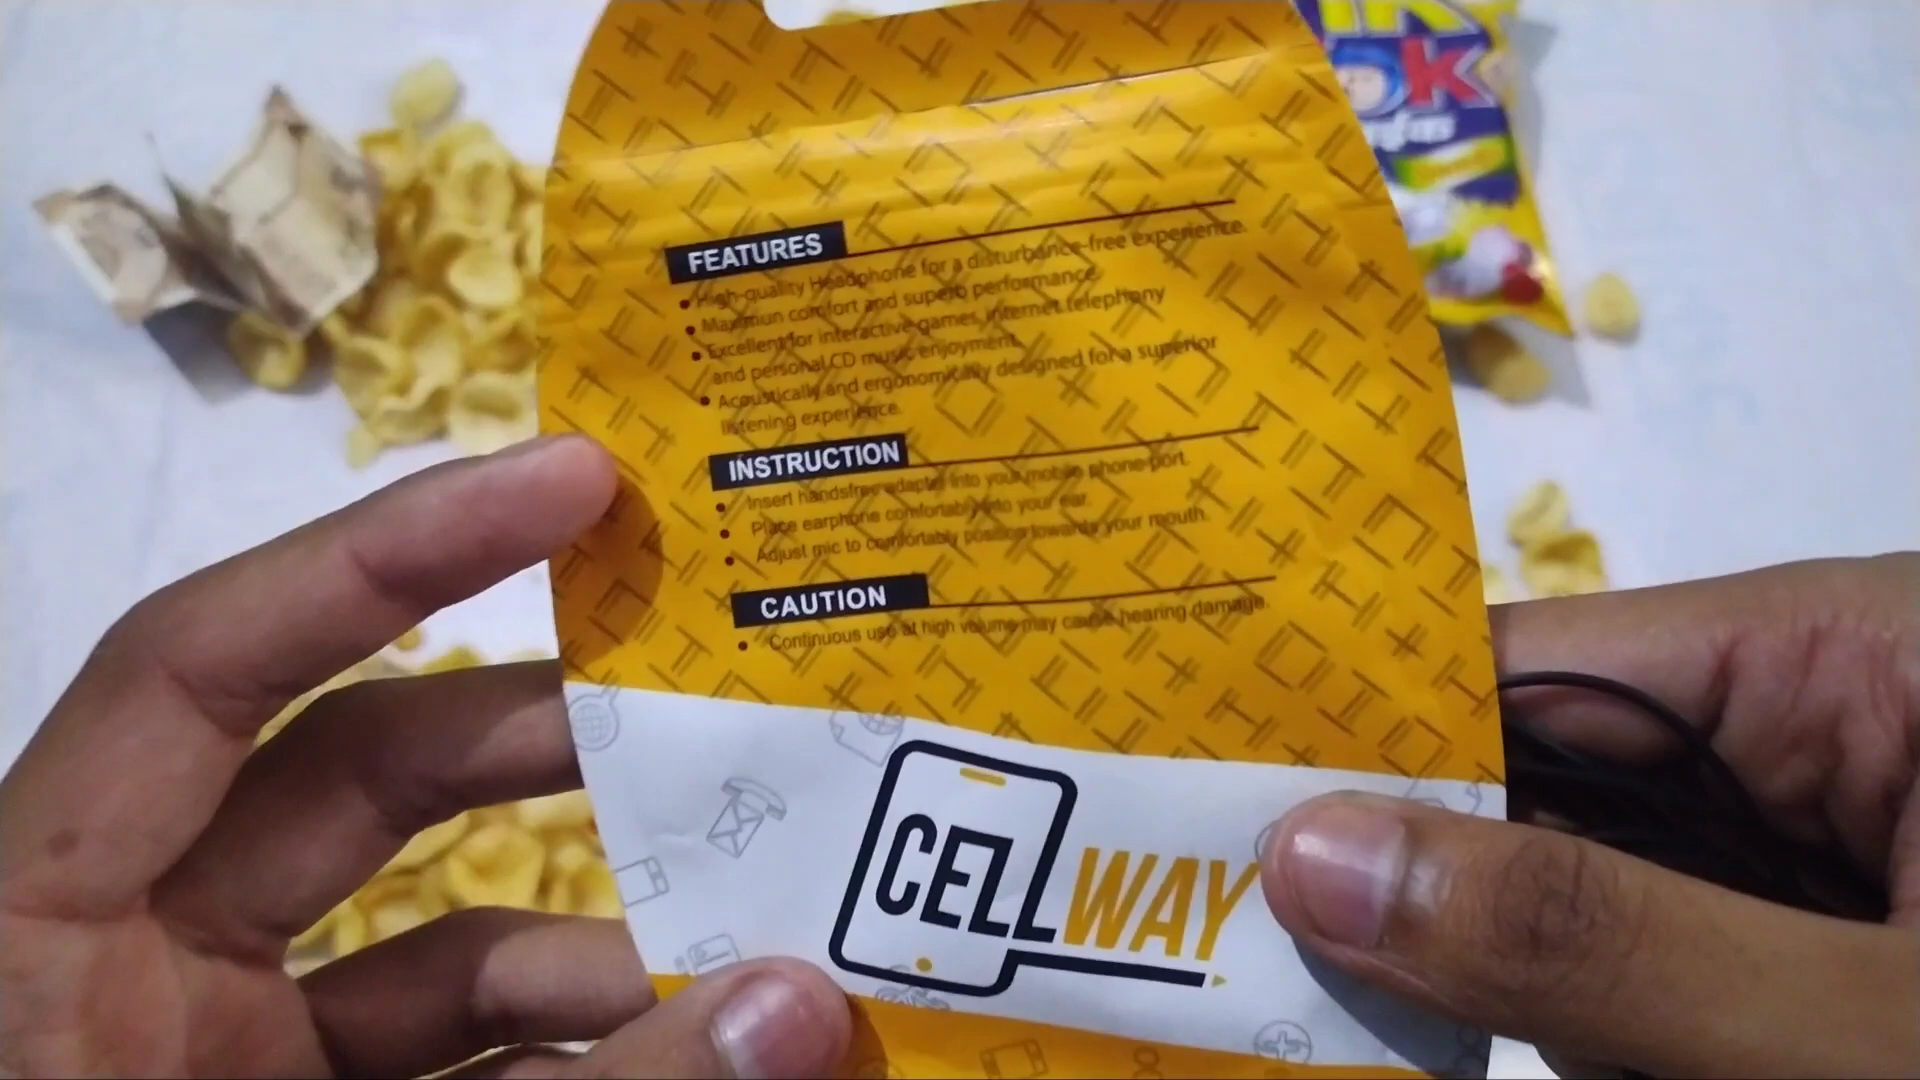 FEATURES
• High-quality Headphone for a disturbance-free experience.
• Maximun comfort and superb performance.
• Excellent for interactive games, internet telephony
and personal CD music enjoyment.
• Acoustically and ergonomically designed for a superior
listening experience.
INSTRUCTION
• Insert handsfree adapter into your mobile phone port.
• Place earphone comfortably into your ear.
• Adjust mic to comfortably position towards your mouth.
CAUTION
• Continuous use at high volume may cause hearing damage.
CELLWAY